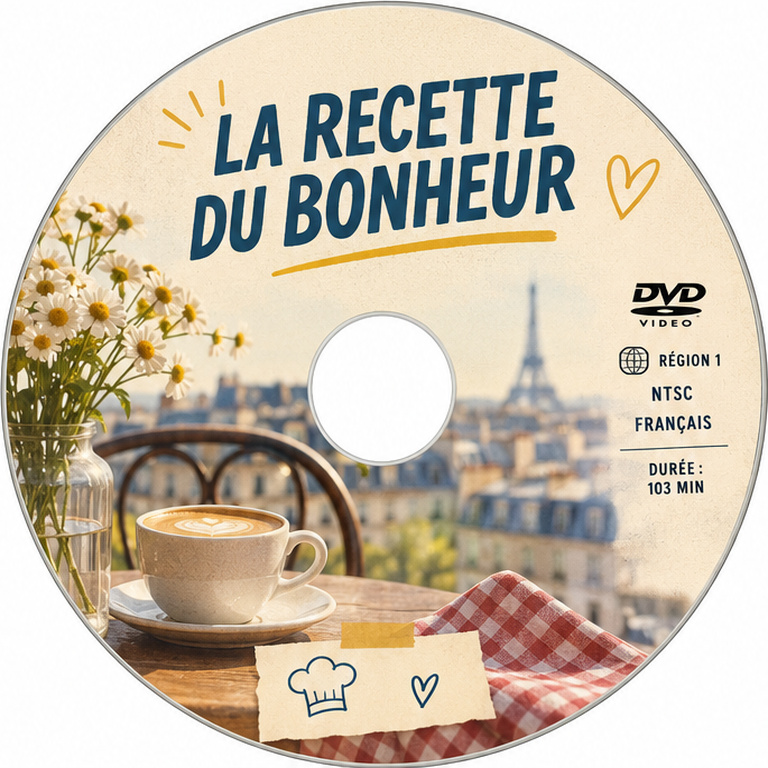 LA RECETTE
DU BONHEUR
DVD
VIDEO
RÉGION 1
NTSC
FRANÇAIS
DURÉE :
103 MIN